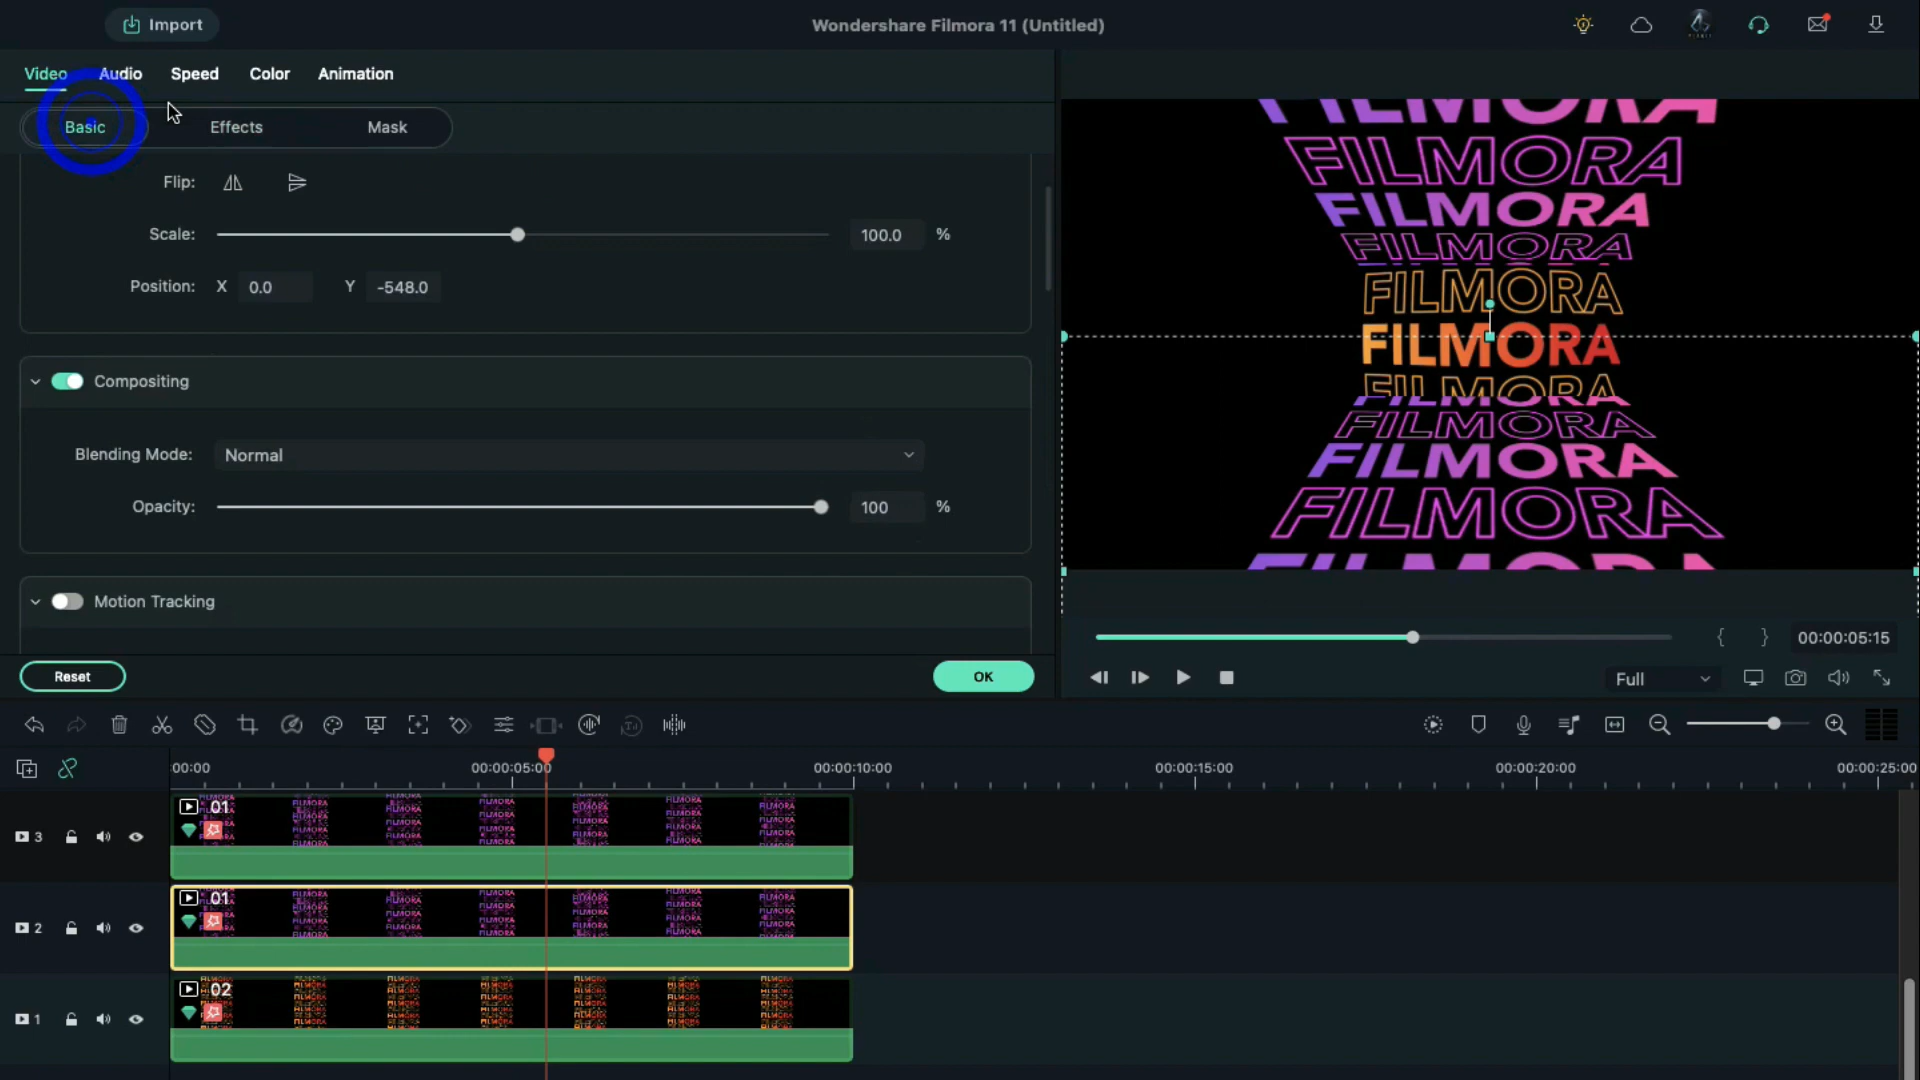 Import
Wondershare Filmora 11 (Untitled)
Video Audio Speed Color Animation
Basic Effects Mask
Flip:
Scale: 100.0 %
Position: X 0.0 Y -548.0
Compositing
Blending Mode: Normal
Opacity: 100 %
Motion Tracking
Reset OK
FILMORA
FILMORA
FILMORA
FILMORA
FILMORA
FILMORA
FILMORA
FILMORA
FILMORA
FILMORA
FILMORA
FILMORA
00:00:05:15
Full
:00:00 00:00:05:00 00:00:10:00 00:00:15:00 00:00:20:00 00:00:25:00
3 01
2 01
1 02